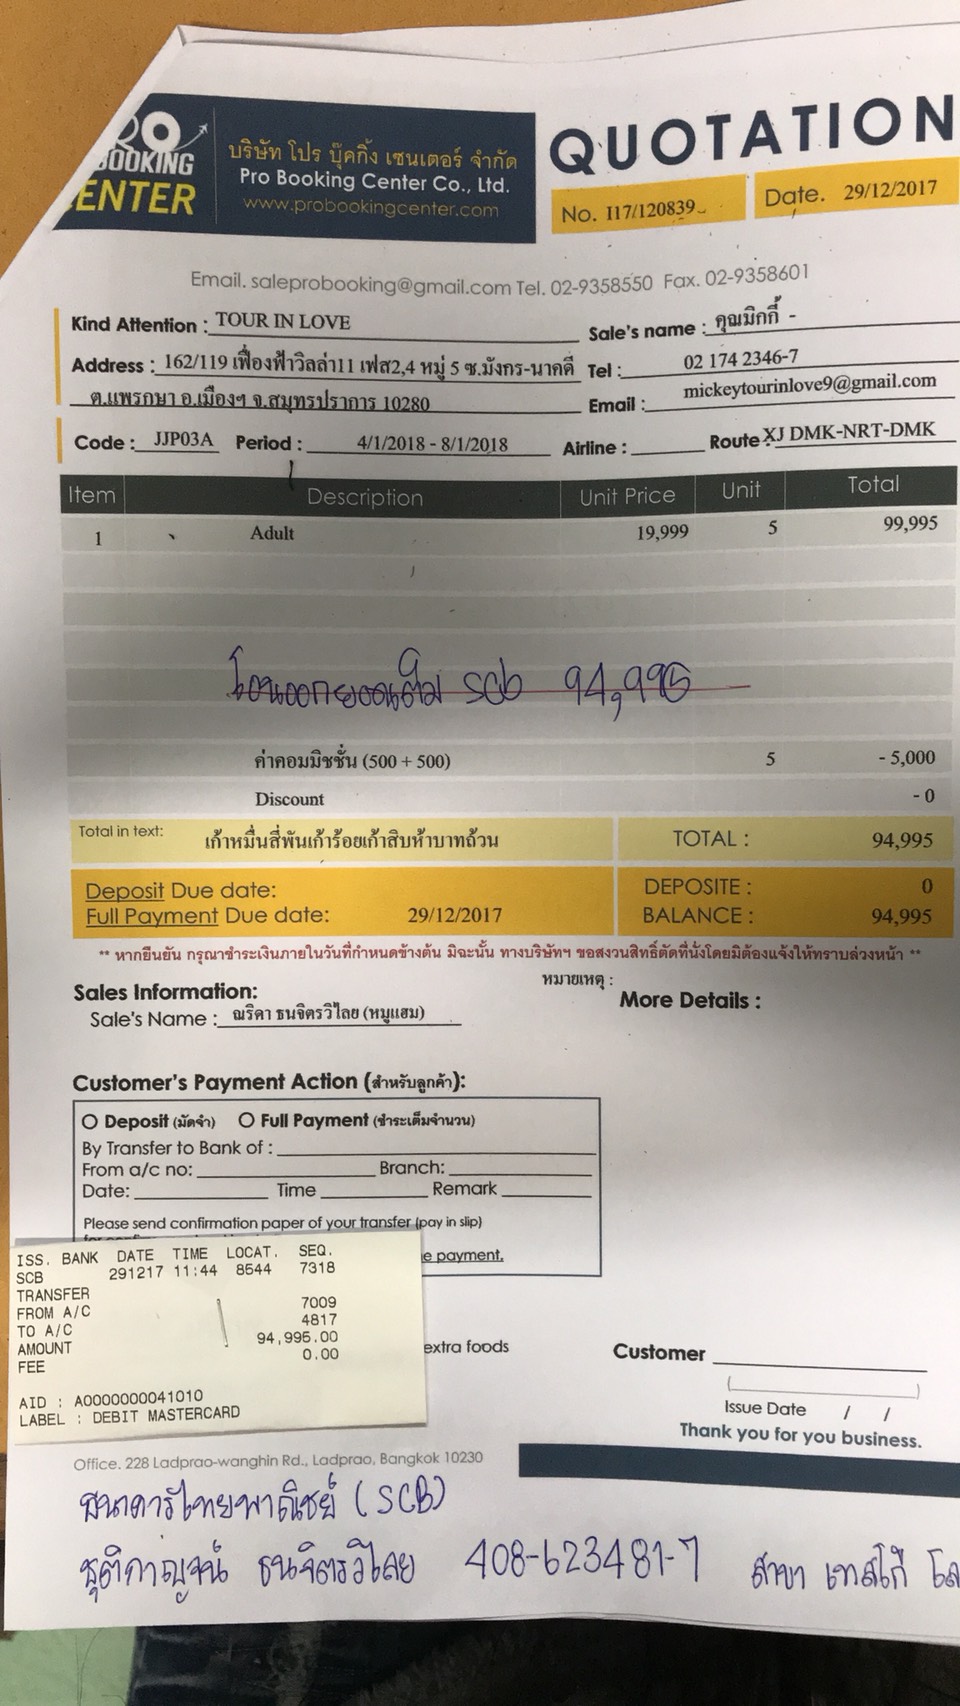 BOOKING
CENTER
บริษัท โปร บุ๊คกิ้ง เซนเตอร์ จำกัด
Pro Booking Center Co., Ltd.
www.probookingcenter.com
QUOTATION
No. I17/120839
Date. 29/12/2017
Email. saleprobooking@gmail.com Tel. 02-9358550 Fax. 02-9358601
Kind Attention : TOUR IN LOVE
Sale's name : คุณมิกกี้ -
Address : 162/119 เฟื่องฟ้าวิลล่า11 เฟส2,4 หมู่ 5 ซ.มังกร-นาคดี
Tel : 02 174 2346-7
ต.แพรกษา อ.เมืองฯ จ.สมุทรปราการ 10280
Email : mickeytourinlove9@gmail.com
Code : JJP03A Period : 4/1/2018 - 8/1/2018 Airline : Route : XJ DMK-NRT-DMK
Item Description Unit Price Unit Total
1 Adult 19,999 5 99,995
โอนออกยอดเต็ม SCB 94,995
ค่าคอมมิชชั่น (500 + 500) 5 - 5,000
Discount - 0
Total in text: เก้าหมื่นสี่พันเก้าร้อยเก้าสิบห้าบาทถ้วน TOTAL : 94,995
Deposit Due date: DEPOSITE : 0
Full Payment Due date: 29/12/2017 BALANCE : 94,995
** หากยืนยัน กรุณาชำระเงินภายในวันที่กำหนดข้างต้น มิฉะนั้น ทางบริษัทฯ ขอสงวนสิทธิ์ตัดที่นั่งโดยมิต้องแจ้งให้ทราบล่วงหน้า **
Sales Information:
หมายเหตุ :
More Details :
Sale's Name : ณริดา ธนจิตรวิไลย (หมูแฮม)
Customer's Payment Action (สำหรับลูกค้า):
O Deposit (มัดจำ) O Full Payment (ชำระเต็มจำนวน)
By Transfer to Bank of :
From a/c no: Branch:
Date: Time Remark
Please send confirmation paper of your transfer (pay in slip)
e payment.
ISS. BANK DATE TIME LOCAT. SEQ.
SCB 291217 11:44 8544 7318
TRANSFER
FROM A/C 7009
TO A/C 4817
AMOUNT 94,995.00
FEE 0.00
AID : A0000000041010
LABEL : DEBIT MASTERCARD
extra foods
Customer
Issue Date / /
Thank you for you business.
Office. 228 Ladprao-wanghin Rd., Ladprao, Bangkok 10230
ธนาคารไทยพาณิชย์ (SCB)
ชุติกาญจน์ ธนจิตรวิไลย 408-623481-7 สาขา เทสโก้ โล